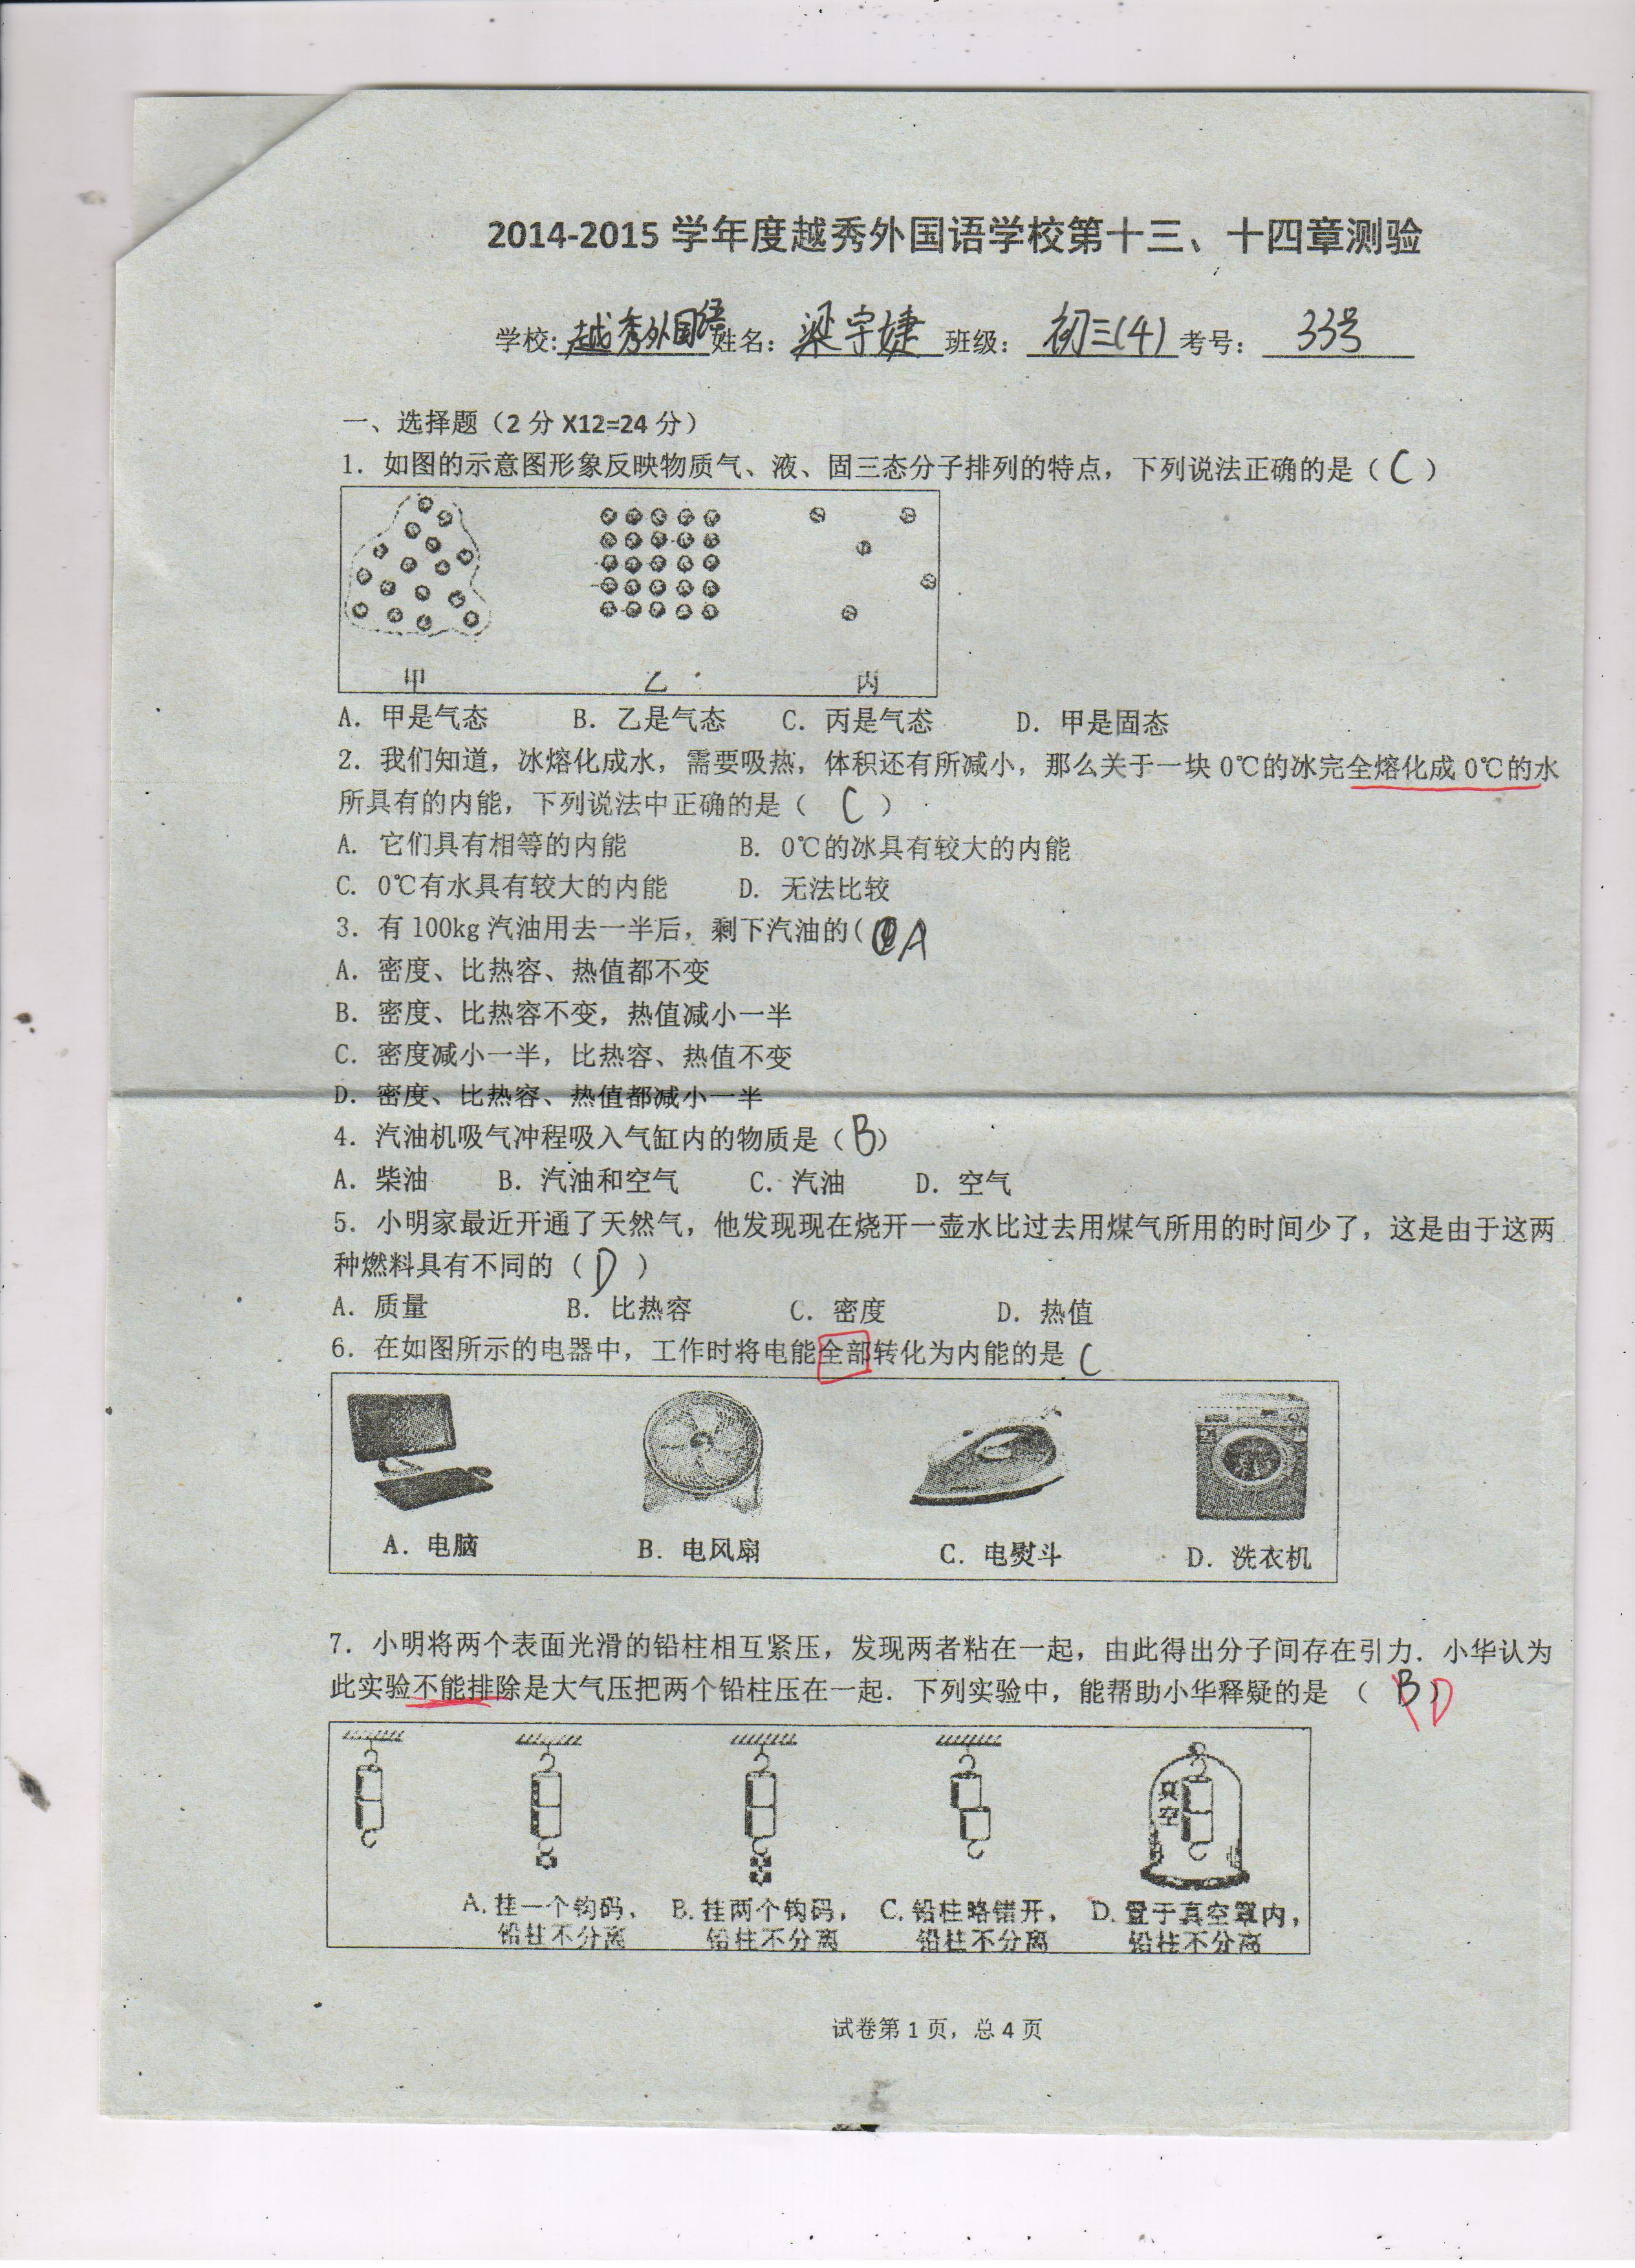 2014-2015 学年度越秀外国语学校第十三、十四章测验
学校:越秀外国语姓名：梁宇婕班级：初三(4)考号：33号
一、选择题（2 分 X12=24 分）
1．如图的示意图形象反映物质气、液、固三态分子排列的特点，下列说法正确的是（ C ）
甲 乙 丙
A．甲是气态 B．乙是气态 C．丙是气态 D．甲是固态
2．我们知道，冰熔化成水，需要吸热，体积还有所减小，那么关于一块 0℃的冰完全熔化成 0℃的水
所具有的内能，下列说法中正确的是（ C ）
A．它们具有相等的内能 B．0℃的冰具有较大的内能
C．0℃有水具有较大的内能 D．无法比较
3．有 100kg 汽油用去一半后，剩下汽油的( A
A．密度、比热容、热值都不变
B．密度、比热容不变，热值减小一半
C．密度减小一半，比热容、热值不变
D．密度、比热容、热值都减小一半
4．汽油机吸气冲程吸入气缸内的物质是（B）
A．柴油 B．汽油和空气 C．汽油 D．空气
5．小明家最近开通了天然气，他发现现在烧开一壶水比过去用煤气所用的时间少了，这是由于这两
种燃料具有不同的（ D ）
A．质量 B．比热容 C．密度 D．热值
6．在如图所示的电器中，工作时将电能全部转化为内能的是 C
A．电脑 B．电风扇 C．电熨斗 D．洗衣机
7．小明将两个表面光滑的铅柱相互紧压，发现两者粘在一起，由此得出分子间存在引力．小华认为
此实验不能排除是大气压把两个铅柱压在一起．下列实验中，能帮助小华释疑的是 （ B ）D
真
空
A.挂一个钩码， B.挂两个钩码， C.铅柱略错开， D.置于真空罩内，
铅柱不分离 铅柱不分离 铅柱不分离 铅柱不分离
试卷第 1 页，总 4 页